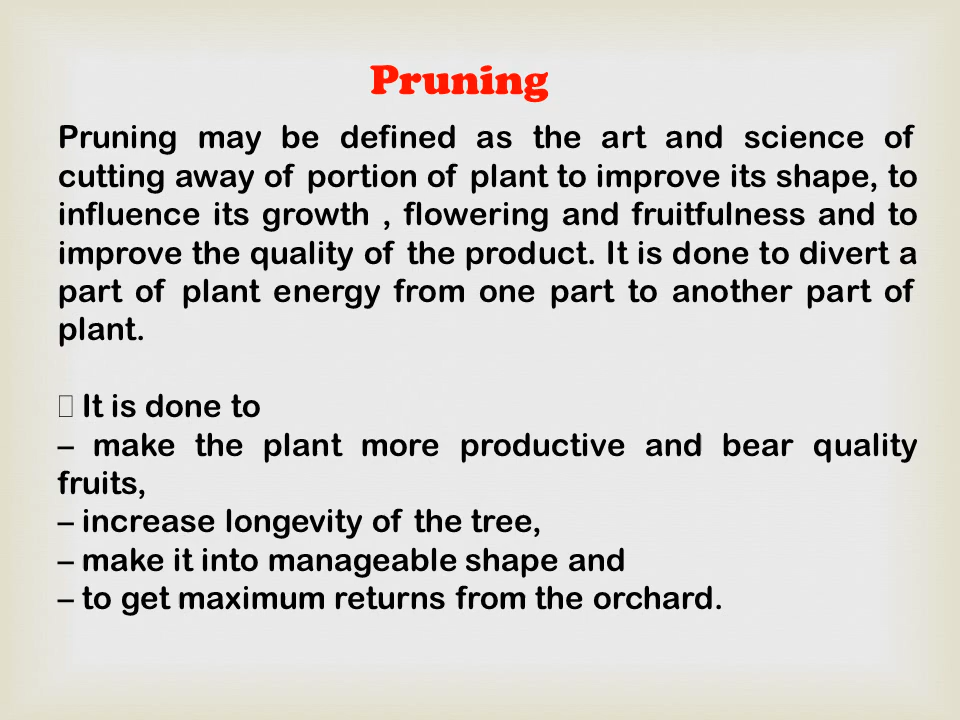 Pruning
Pruning may be defined as the art and science of
cutting away of portion of plant to improve its shape, to
influence its growth , flowering and fruitfulness and to
improve the quality of the product. It is done to divert a
part of plant energy from one part to another part of
plant.
It is done to
– make the plant more productive and bear quality
fruits,
– increase longevity of the tree,
– make it into manageable shape and
– to get maximum returns from the orchard.